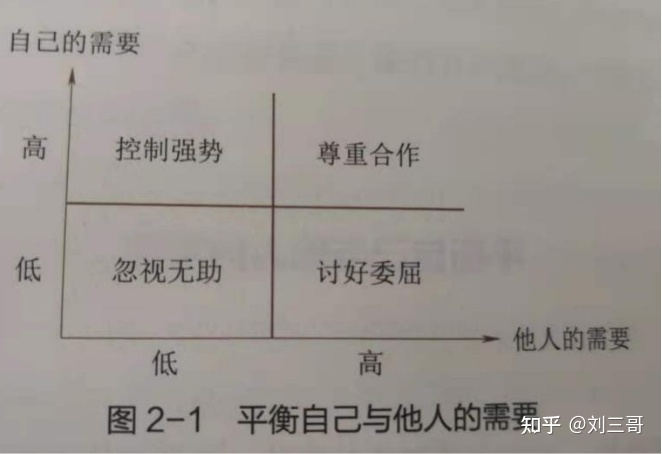 自己的需要
高
控制强势
尊重合作
低
忽视无助
讨好委屈
他人的需要
低
高
图 2-1 平衡自己与他人的需要
知乎 @刘三哥